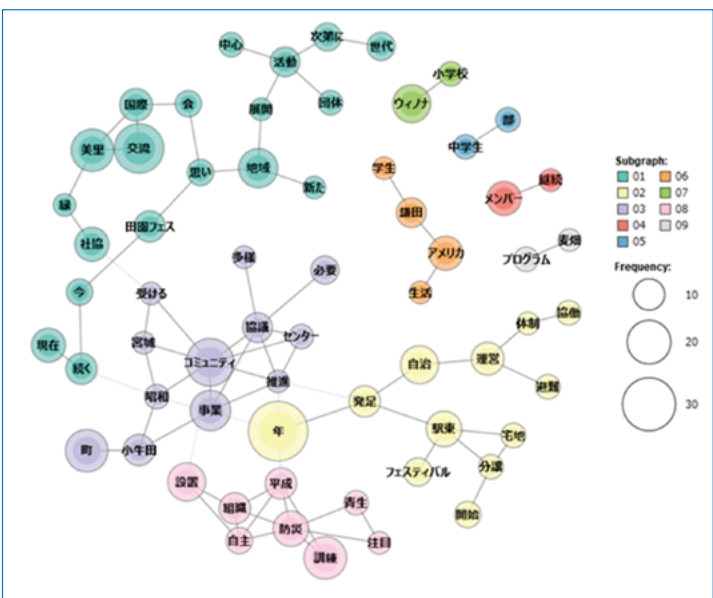 中心
次第に
世代
活動
展開
団体
国際
会
美里
交流
思い
地域
新た
縁
田園フェス
社協
今
現在
続く
小学校
ウィノナ
部
中学生
学生
鎌田
アメリカ
生活
継続
メンバー
麦畑
プログラム
多様
必要
受ける
協議
センター
宮城
コミュニティ
推進
昭和
事業
町
小牛田
年
発足
自治
運営
体制
協働
避難
駅東
宅地
フェスティバル
分譲
開始
設置
平成
組織
青生
防災
自主
注目
訓練
Subgraph:
01 06
02 07
03 08
04 09
05
Frequency:
10
20
30